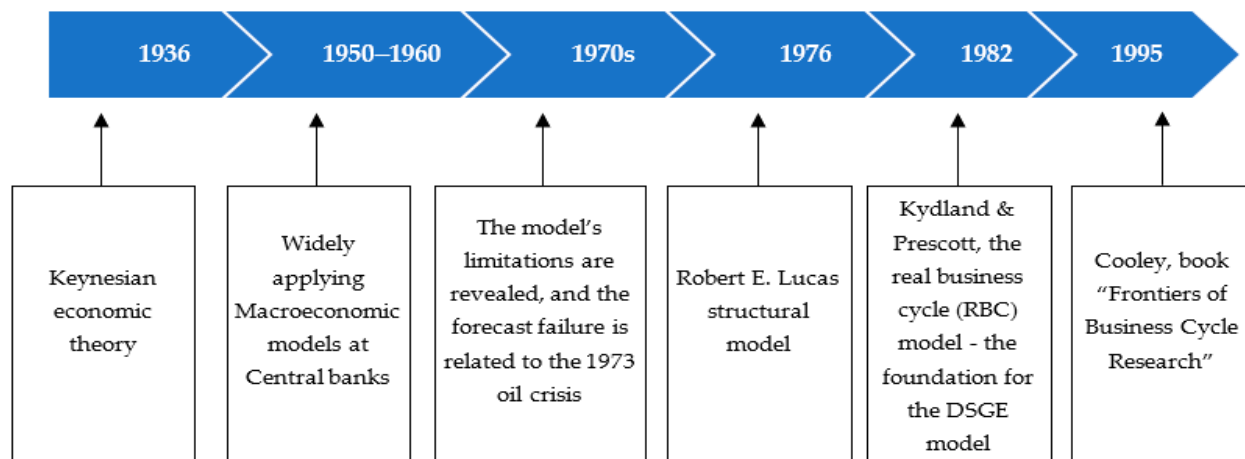 1936
1950–1960
1970s
1976
1982
1995
Keynesian
economic
theory
Widely
applying
Macroeconomic
models at
Central banks
The model's
limitations are
revealed, and the
forecast failure is
related to the 1973
oil crisis
Robert E. Lucas
structural
model
Kydland &
Prescott, the
real business
cycle (RBC)
model - the
foundation for
the DSGE
model
Cooley, book
“Frontiers of
Business Cycle
Research”